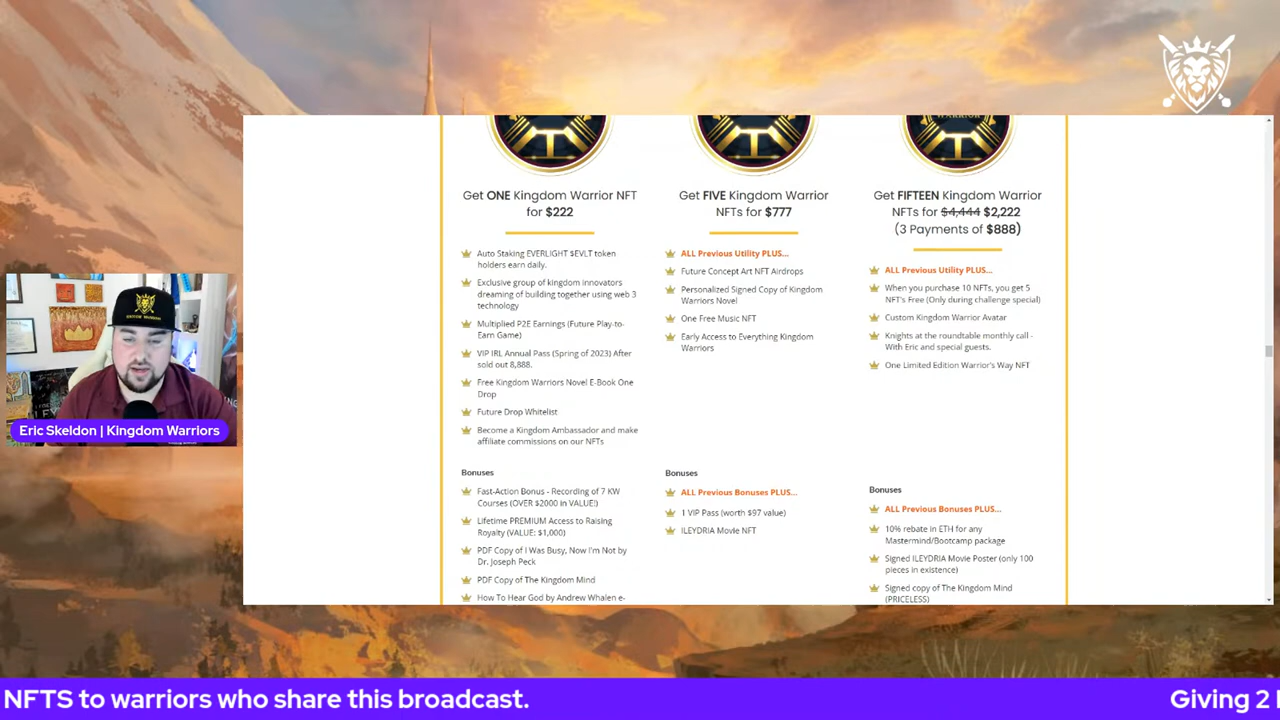 WARRIOR
Get ONE Kingdom Warrior NFT
for $222
Auto Staking EVERLIGHT $EVLT token
holders earn daily.
Exclusive group of kingdom innovators
dreaming of building together using web 3
technology
Multiplied P2E Earnings (Future Play-to-
Earn Game)
VIP IRL Annual Pass (Spring of 2023) After
sold out 8,888.
Free Kingdom Warriors Novel E-Book One
Drop
Future Drop Whitelist
Become a Kingdom Ambassador and make
affiliate commissions on our NFTs
Bonuses
Fast-Action Bonus - Recording of 7 KW
Courses (OVER $2000 in VALUE!)
Lifetime PREMIUM Access to Raising
Royalty (VALUE: $1,000)
PDF Copy of I Was Busy, Now I'm Not by
Dr. Joseph Peck
PDF Copy of The Kingdom Mind
How To Hear God by Andrew Whalen e-
Get FIVE Kingdom Warrior
NFTs for $777
ALL Previous Utility PLUS...
Future Concept Art NFT Airdrops
Personalized Signed Copy of Kingdom
Warriors Novel
One Free Music NFT
Early Access to Everything Kingdom
Warriors
Bonuses
ALL Previous Bonuses PLUS...
1 VIP Pass (worth $97 value)
ILEYDRIA Movie NFT
Get FIFTEEN Kingdom Warrior
NFTs for $4,444 $2,222
(3 Payments of $888)
ALL Previous Utility PLUS...
When you purchase 10 NFTs, you get 5
NFT's Free (Only during challenge special)
Custom Kingdom Warrior Avatar
Knights at the roundtable monthly call -
With Eric and special guests.
One Limited Edition Warrior's Way NFT
Bonuses
ALL Previous Bonuses PLUS...
10% rebate in ETH for any
Mastermind/Bootcamp package
Signed ILEYDRIA Movie Poster (only 100
pieces in existence)
Signed copy of The Kingdom Mind
(PRICELESS)
Eric Skeldon | Kingdom Warriors
NFTS to warriors who share this broadcast.
Giving 2